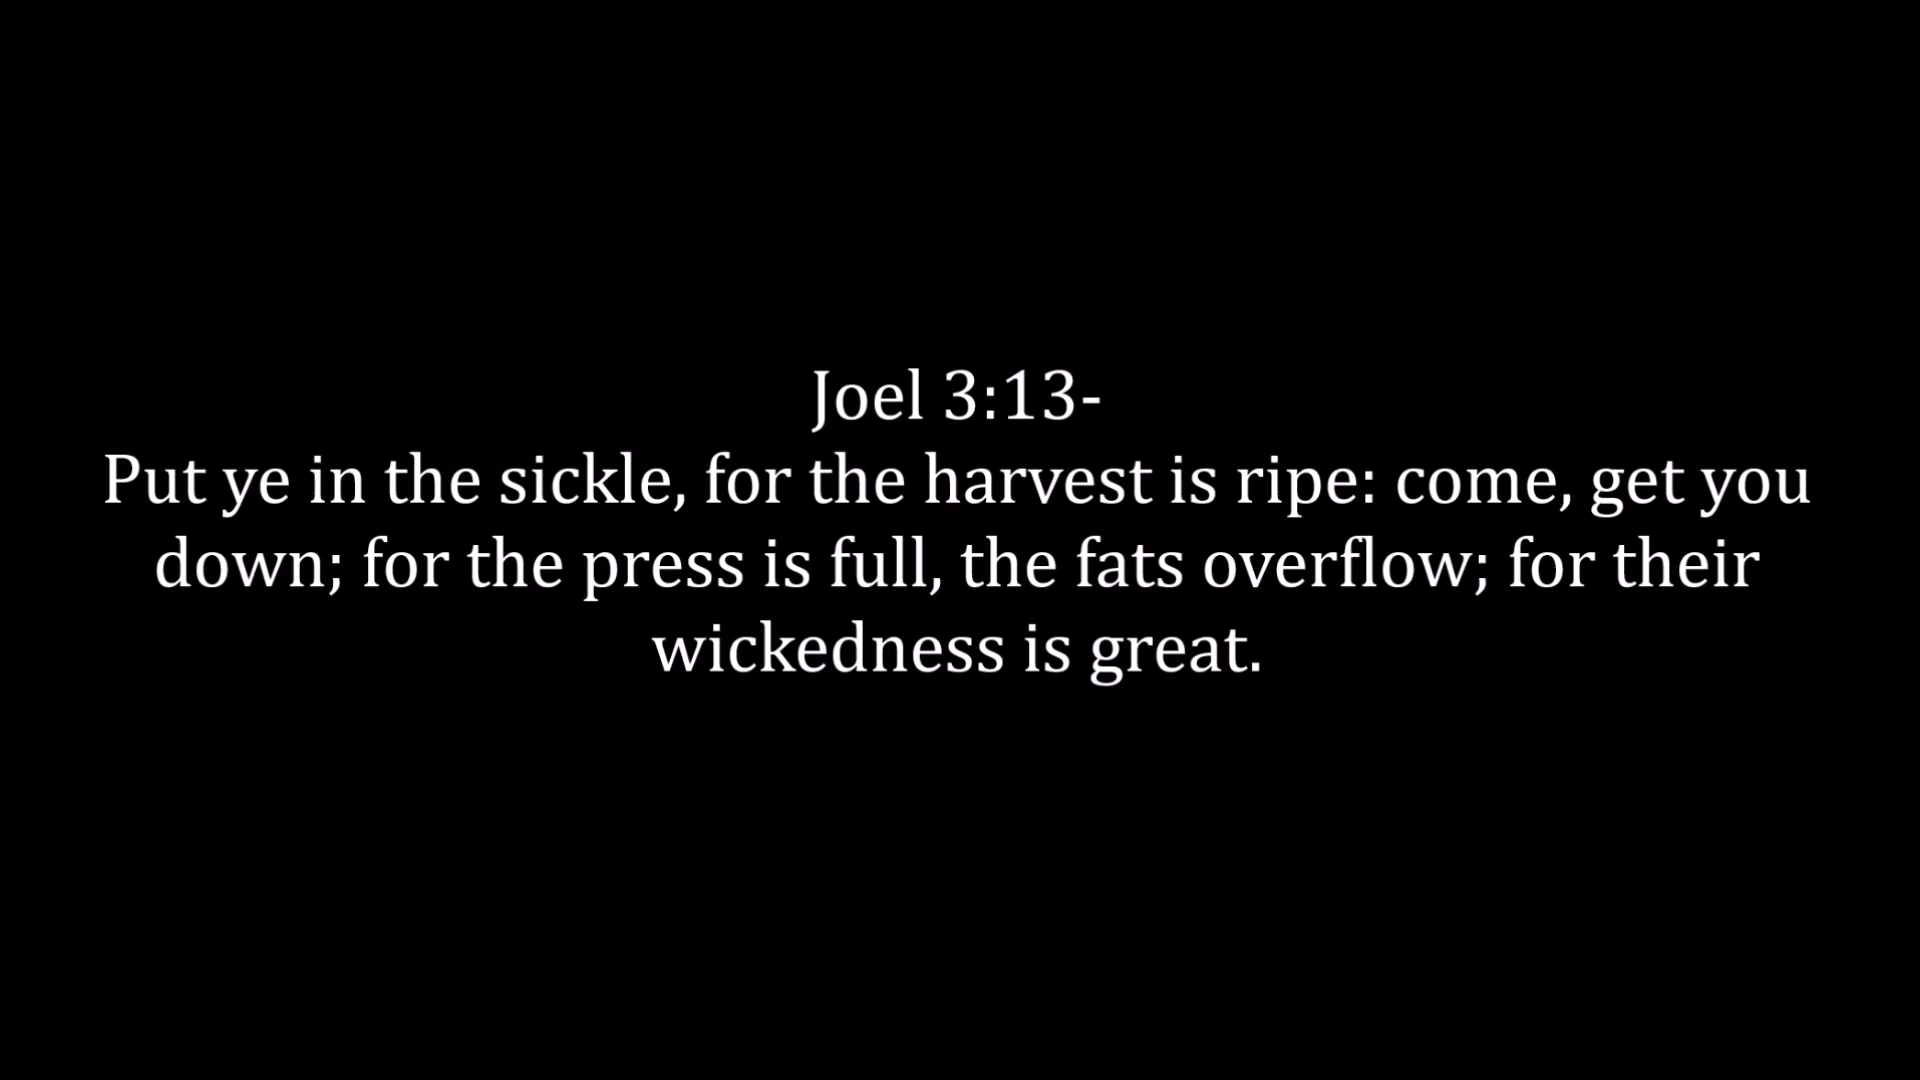 Joel 3:13-
Put ye in the sickle, for the harvest is ripe: come, get you
down; for the press is full, the fats overflow; for their
wickedness is great.